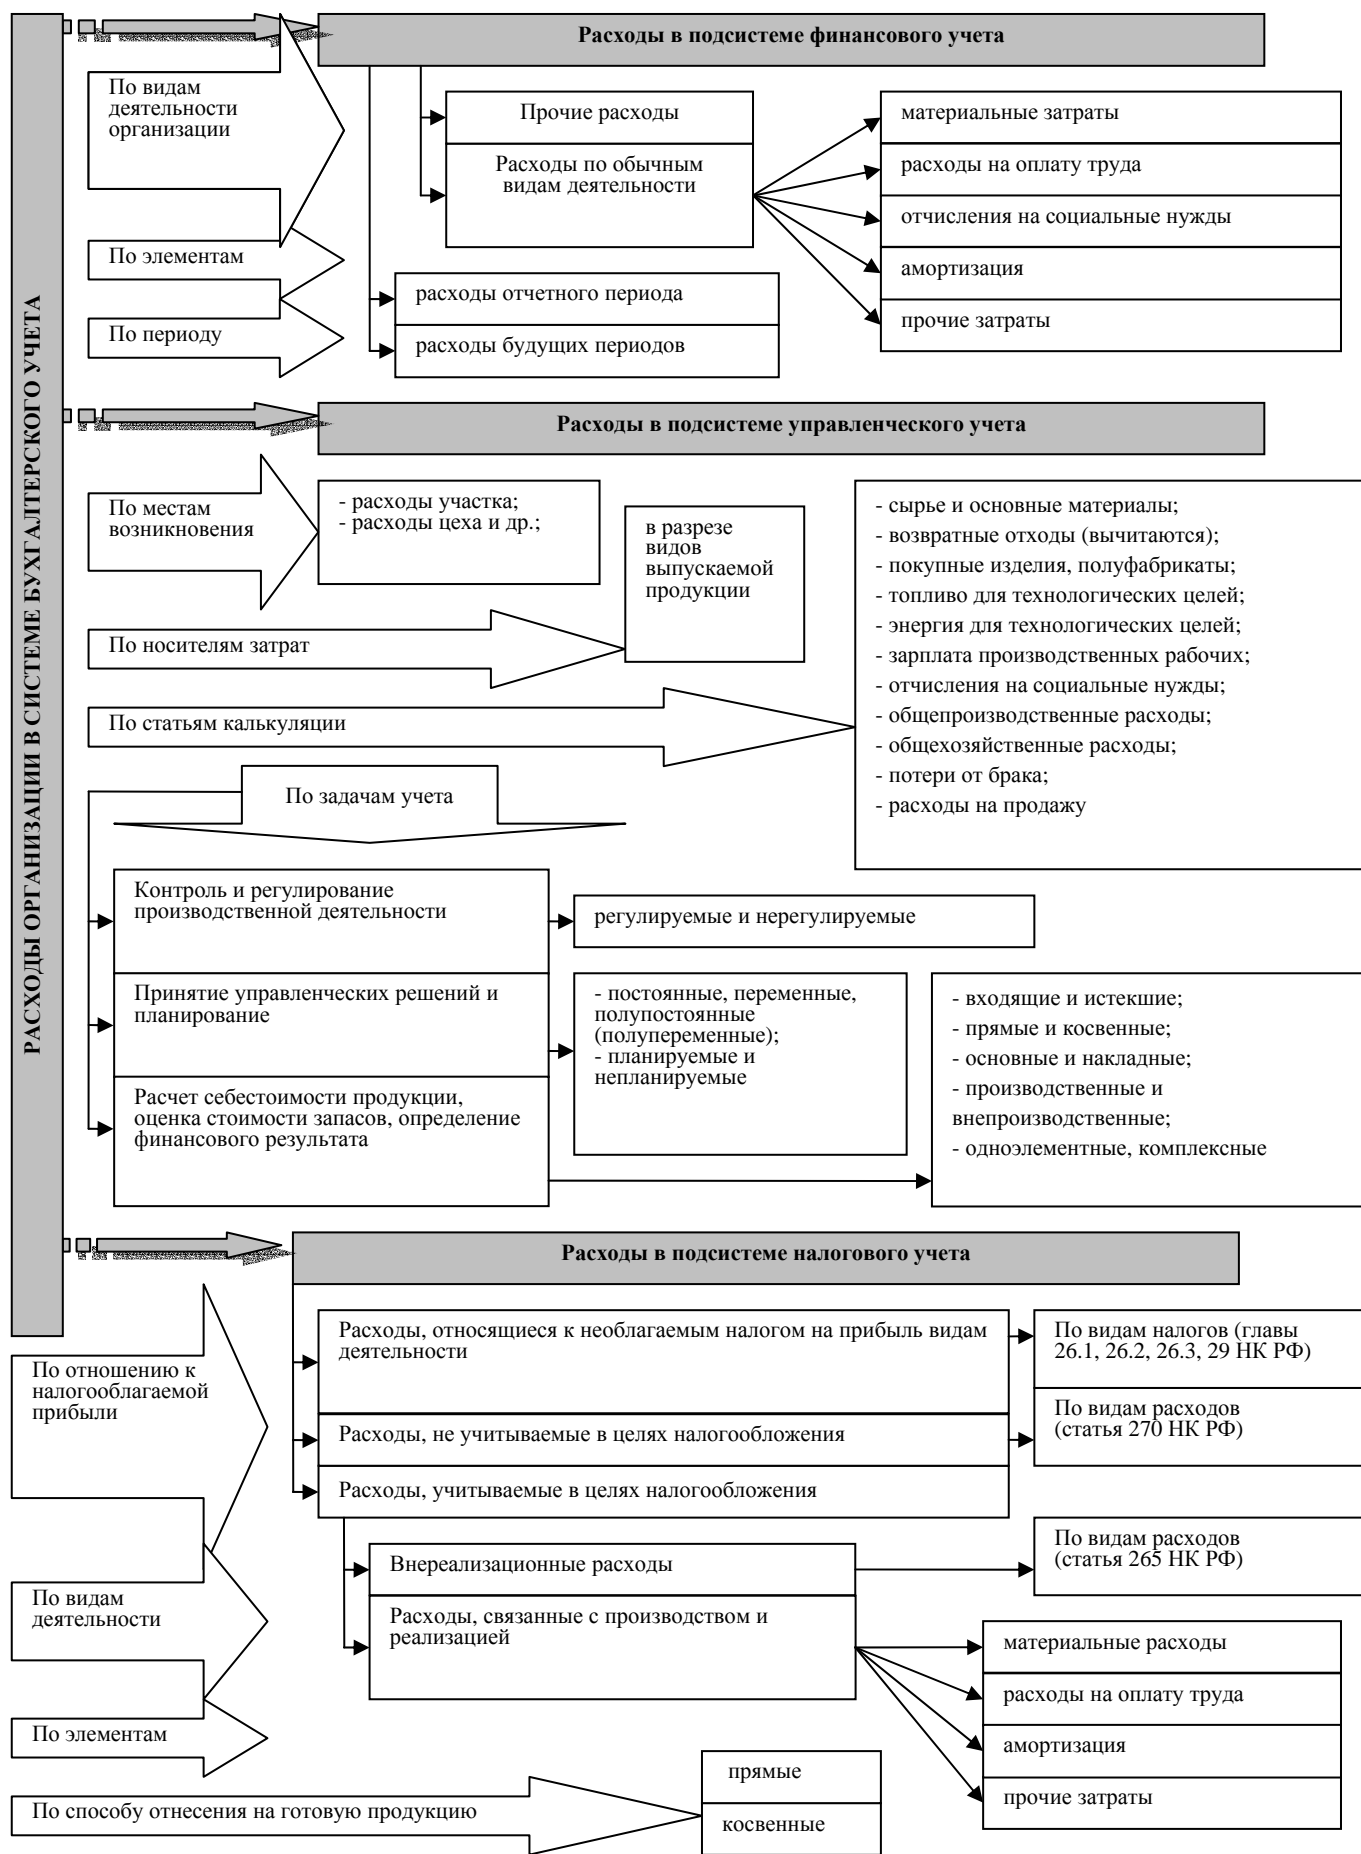 РАСХОДЫ ОРГАНИЗАЦИИ В СИСТЕМЕ БУХГАЛТЕРСКОГО УЧЕТА
Расходы в подсистеме финансового учета
По видам
деятельности
организации
Прочие расходы
Расходы по обычным
видам деятельности
материальные затраты
расходы на оплату труда
отчисления на социальные нужды
амортизация
прочие затраты
По элементам
По периоду
расходы отчетного периода
расходы будущих периодов
Расходы в подсистеме управленческого учета
По местам
возникновения
- расходы участка;
- расходы цеха и др.;
в разрезе
видов
выпускаемой
продукции
- сырье и основные материалы;
- возвратные отходы (вычитаются);
- покупные изделия, полуфабрикаты;
- топливо для технологических целей;
- энергия для технологических целей;
- зарплата производственных рабочих;
- отчисления на социальные нужды;
- общепроизводственные расходы;
- общехозяйственные расходы;
- потери от брака;
- расходы на продажу
По носителям затрат
По статьям калькуляции
По задачам учета
Контроль и регулирование
производственной деятельности
регулируемые и нерегулируемые
Принятие управленческих решений и
планирование
- постоянные, переменные,
полупостоянные
(полупеременные);
- планируемые и
непланируемые
Расчет себестоимости продукции,
оценка стоимости запасов, определение
финансового результата
- входящие и истекшие;
- прямые и косвенные;
- основные и накладные;
- производственные и
внепроизводственные;
- одноэлементные, комплексные
Расходы в подсистеме налогового учета
По отношению к
налогооблагаемой
прибыли
Расходы, относящиеся к необлагаемым налогом на прибыль видам
деятельности
По видам налогов (главы
26.1, 26.2, 26.3, 29 НК РФ)
Расходы, не учитываемые в целях налогообложения
По видам расходов
(статья 270 НК РФ)
Расходы, учитываемые в целях налогообложения
По видам
деятельности
Внереализационные расходы
По видам расходов
(статья 265 НК РФ)
Расходы, связанные с производством и
реализацией
материальные расходы
расходы на оплату труда
амортизация
прочие затраты
По элементам
По способу отнесения на готовую продукцию
прямые
косвенные